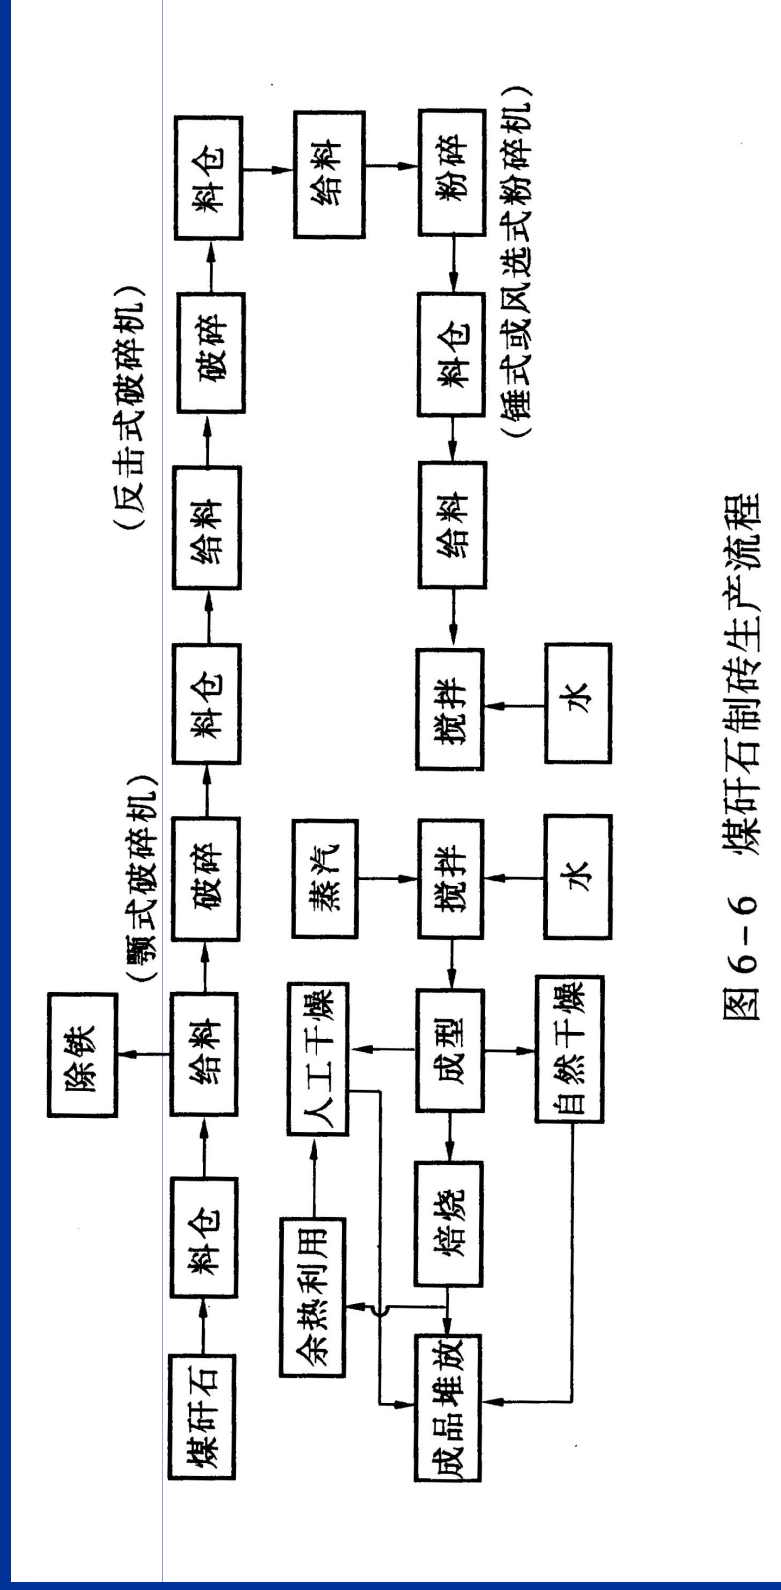 除铁
(颚式破碎机)
(反击式破碎机)
煤矸石
料仓
给料
破碎
料仓
给料
破碎
料仓
给料
粉碎
(锤式或风选式粉碎机)
料仓
给料
搅拌
水
蒸汽
搅拌
水
成型
人工干燥
自然干燥
焙烧
余热利用
成品堆放
图 6-6 煤矸石制砖生产流程